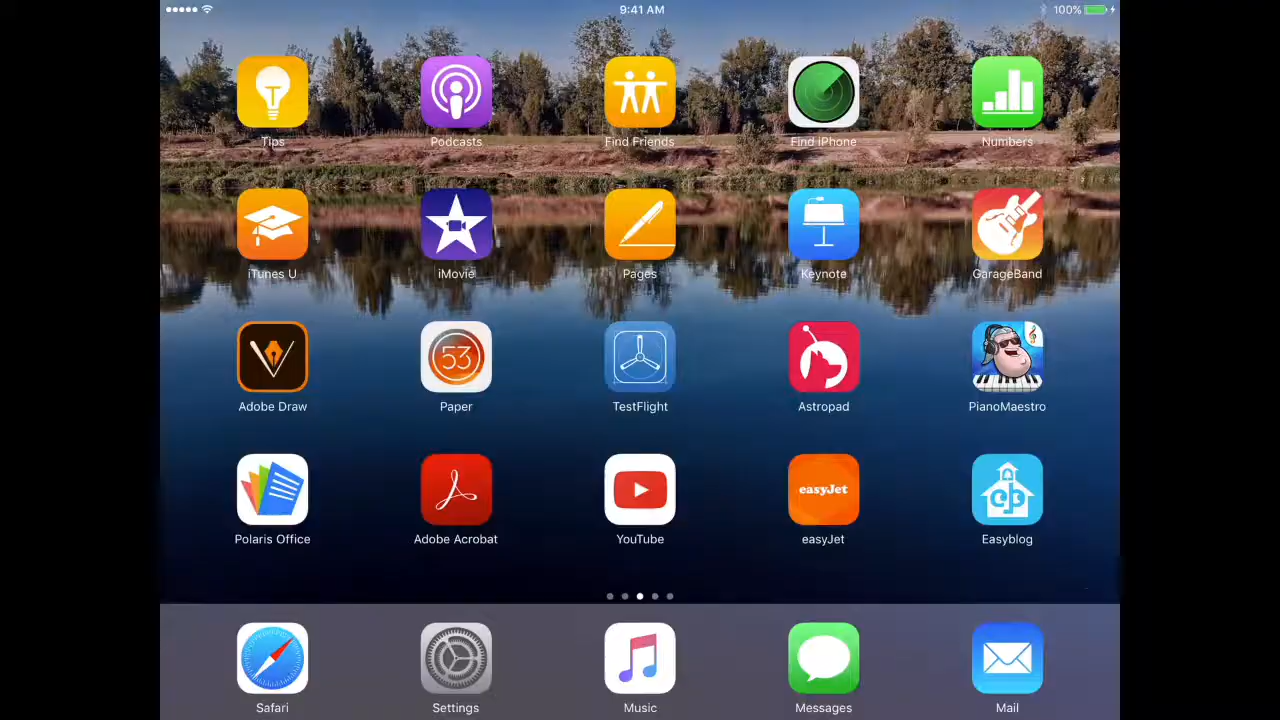 9:41 AM 100%
Tips Podcasts Find Friends Find iPhone Numbers
iTunes U iMovie Pages Keynote GarageBand
53
Adobe Draw Paper TestFlight Astropad PianoMaestro
easyJet
Polaris Office Adobe Acrobat YouTube easyJet Easyblog
Safari Settings Music Messages Mail